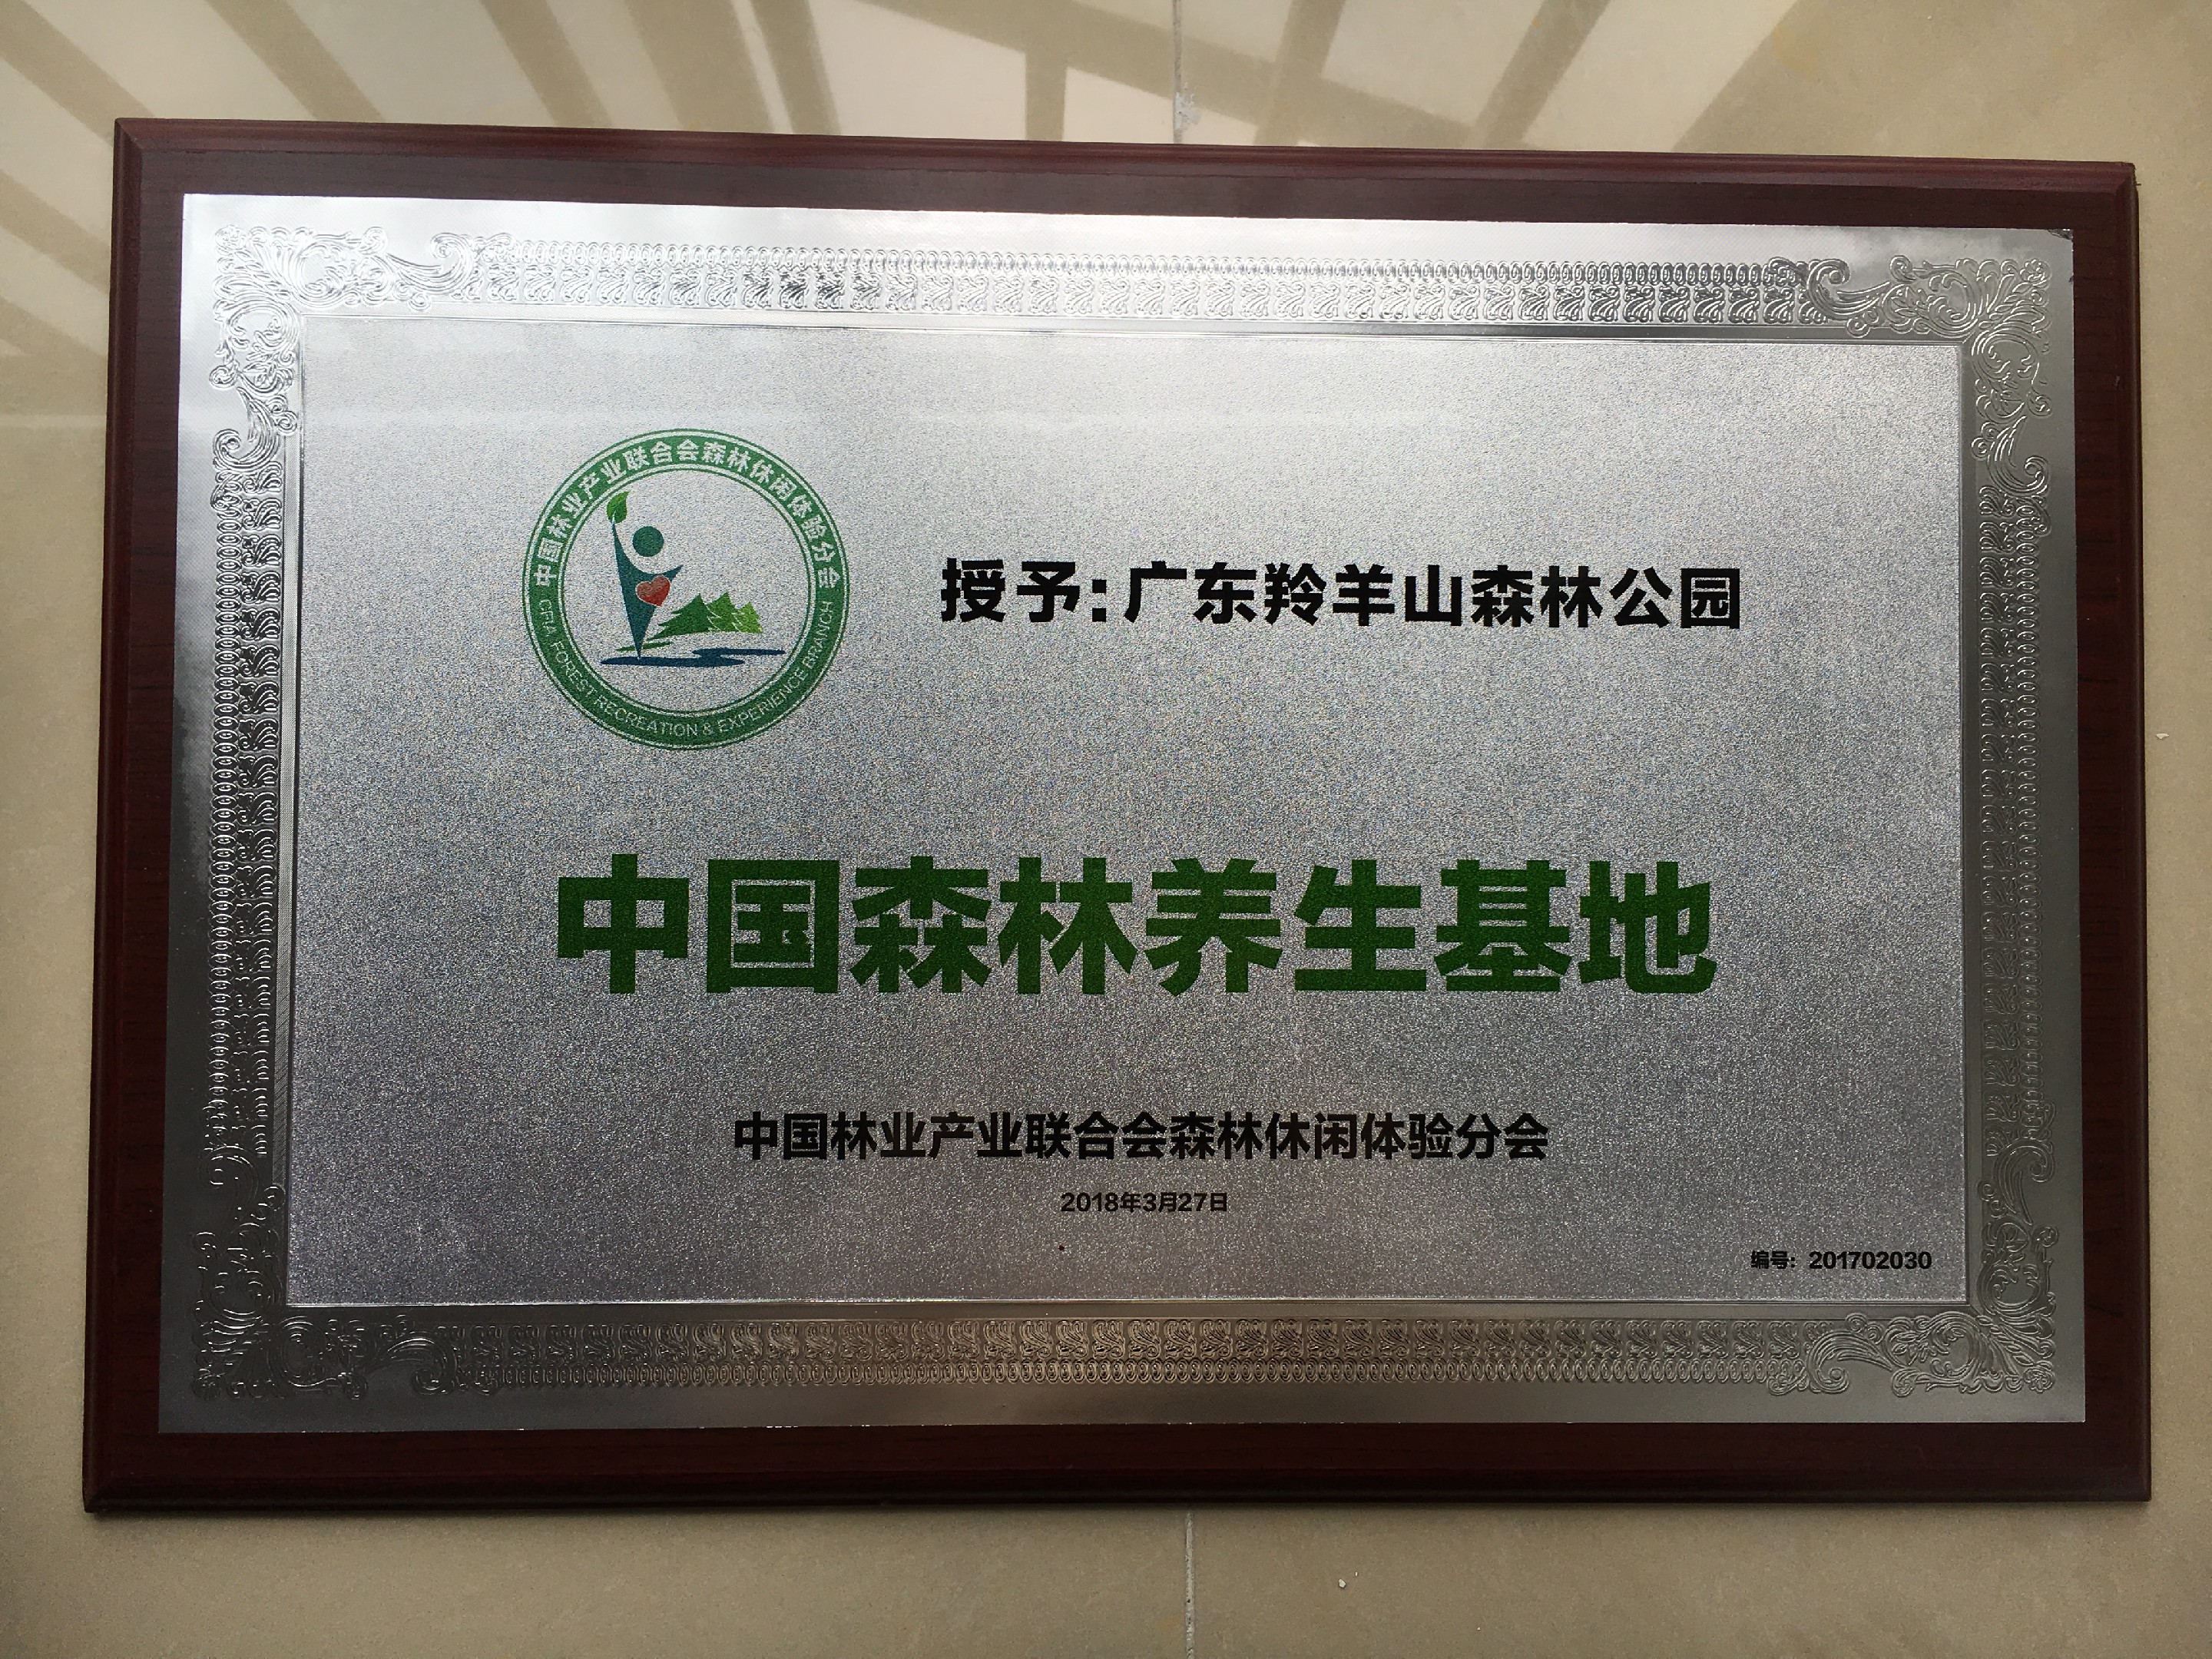 中国林业产业联合会森林休闲体验分会
CFIA FOREST RECREATION & EXPERIENCE BRANCH
授予:广东羚羊山森林公园
中国森林养生基地
中国林业产业联合会森林休闲体验分会
2018年3月27日
编号: 201702030